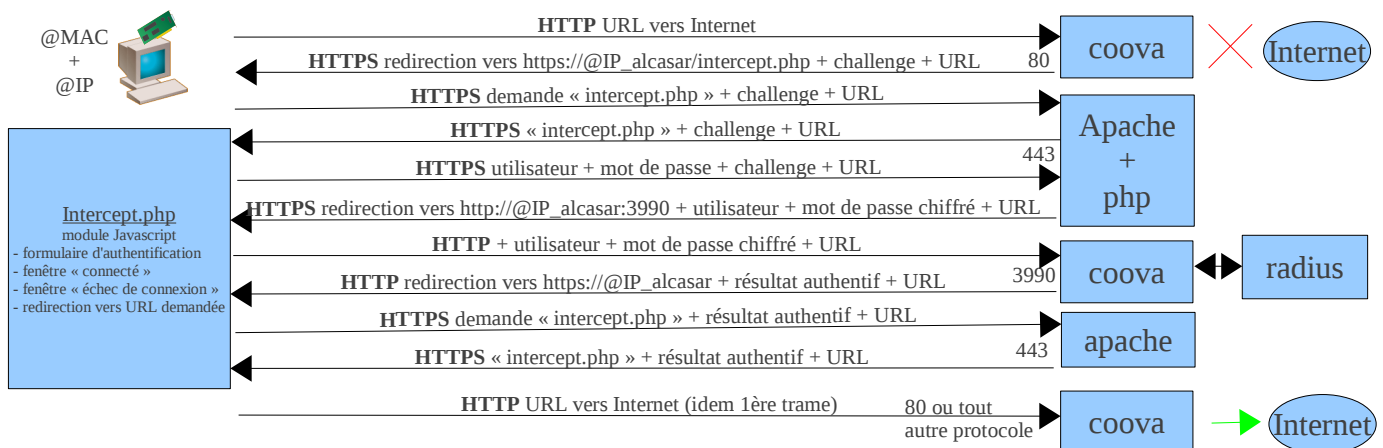 @MAC
+
@IP
HTTP URL vers Internet
coova
Internet
HTTPS redirection vers https://@IP_alcasar/intercept.php + challenge + URL
80
HTTPS demande « intercept.php » + challenge + URL
HTTPS « intercept.php » + challenge + URL
443
HTTPS utilisateur + mot de passe + challenge + URL
HTTPS redirection vers http://@IP_alcasar:3990 + utilisateur + mot de passe chiffré + URL
Apache
+
php
Intercept.php
module Javascript
- formulaire d'authentification
- fenêtre « connecté »
- fenêtre « échec de connexion »
- redirection vers URL demandée
HTTP + utilisateur + mot de passe chiffré + URL
HTTP redirection vers https://@IP_alcasar + résultat authentif + URL
3990
coova
radius
HTTPS demande « intercept.php » + résultat authentif + URL
HTTPS « intercept.php » + résultat authentif + URL
443
apache
HTTP URL vers Internet (idem 1ère trame)
80 ou tout
autre protocole
coova
Internet